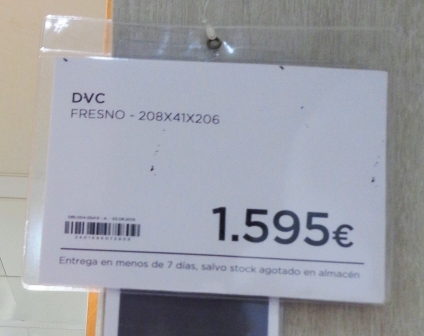 DVC
FRESNO - 208X41X206
1.595€
Entrega en menos de 7 días, salvo stock agotado en almacén